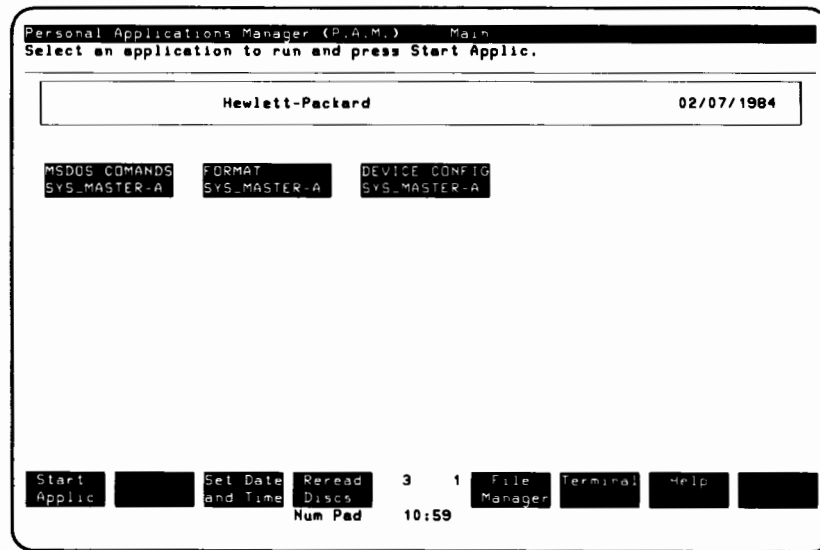 Personal Applications Manager (P.A.M.) Main
Select an application to run and press Start Applic.
Hewlett-Packard 02/07/1984
MSDOS COMANDS FORMAT DEVICE CONFIG
SYS_MASTER-A SYS_MASTER-A SYS_MASTER-A
Start Set Date Reread 3 1 File Terminal Help
Applic and Time Discs Manager
Num Pad 10:59